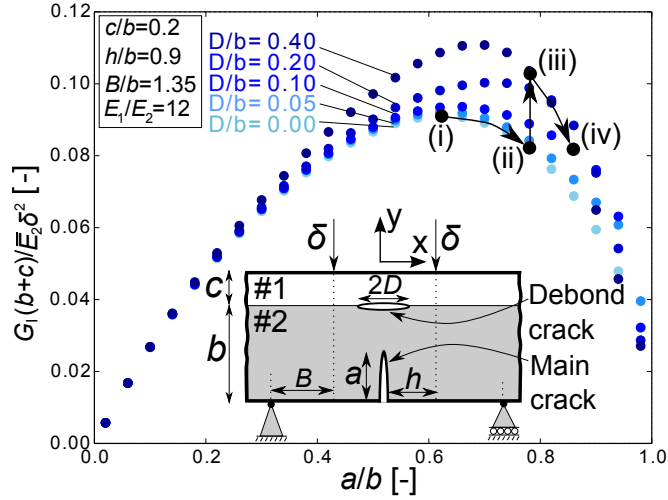 c/b=0.2
h/b=0.9
B/b=1.35
E₁/E₂=12
D/b= 0.40
D/b= 0.20
D/b= 0.10
D/b= 0.05
D/b= 0.00
(i)
(ii)
(iii)
(iv)
0.12
0.10
0.08
0.06
0.04
0.02
0.00
G_I(b+c)/E̅₂δ² [-]
δ
y
x
δ
c
#1
2D
Debond
crack
b
#2
B
a
h
Main
crack
0.0
0.2
0.4
0.6
0.8
1.0
a/b [-]